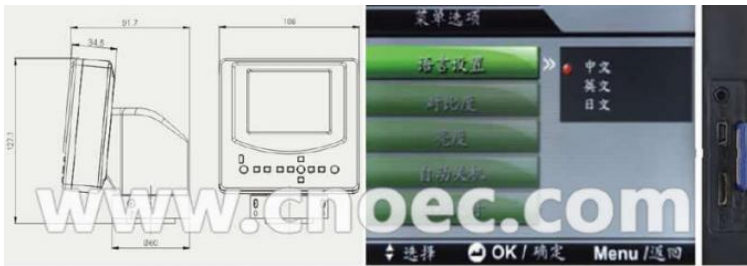 91.7
34.6
127.1
Ø60
108
菜单选项
语言设置
中文
英文
日文
对比度
亮度
自动关机
www.cnoec.com
选择
OK / 确定
Menu /返回